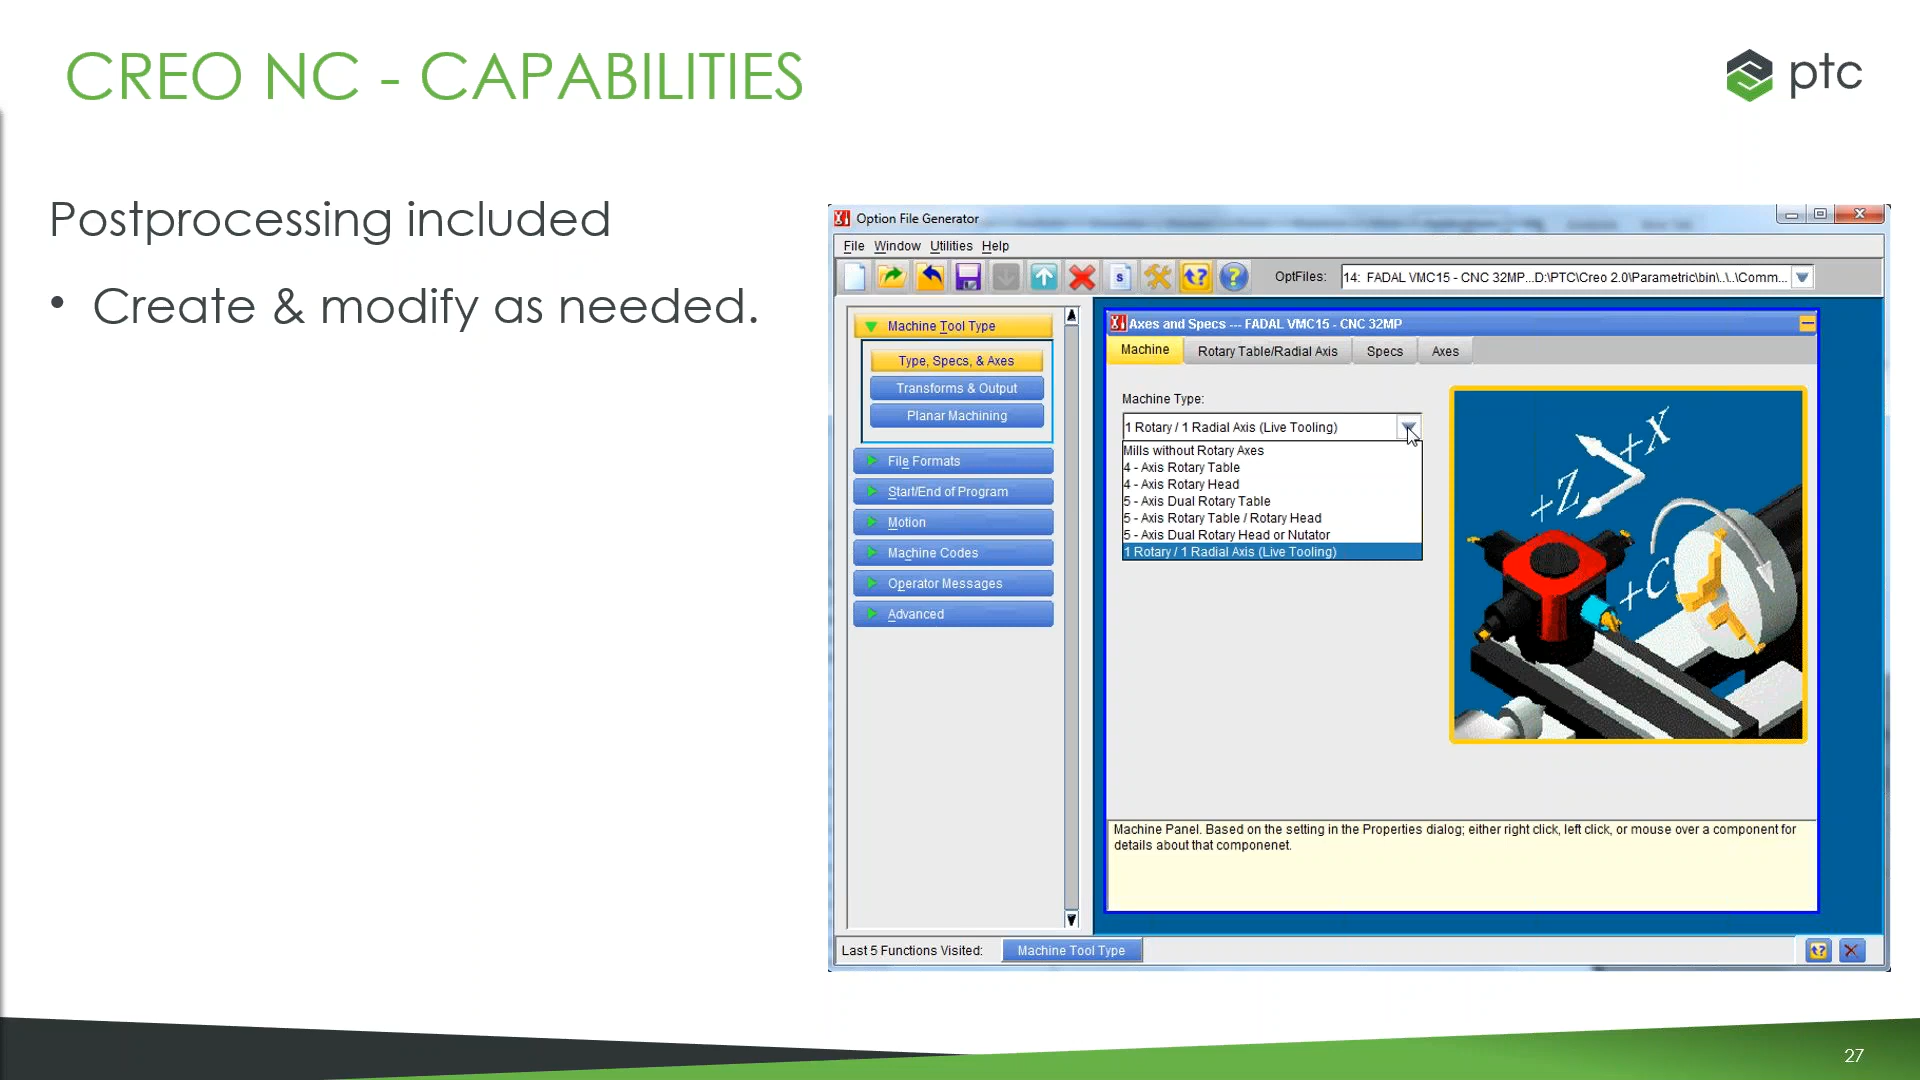 CREO NC - CAPABILITIES
ptc
Postprocessing included
• Create & modify as needed.
Option File Generator
File Window Utilities Help
OptFiles: 14: FADAL VMC15 - CNC 32MP...D:\PTC\Creo 2.0\Parametric\bin\..\..\Comm...
Machine Tool Type
Type, Specs, & Axes
Transforms & Output
Planar Machining
File Formats
Start/End of Program
Motion
Machine Codes
Operator Messages
Advanced
Axes and Specs --- FADAL VMC15 - CNC 32MP
Machine Rotary Table/Radial Axis Specs Axes
Machine Type:
1 Rotary / 1 Radial Axis (Live Tooling)
Mills without Rotary Axes
4 - Axis Rotary Table
4 - Axis Rotary Head
5 - Axis Dual Rotary Table
5 - Axis Rotary Table / Rotary Head
5 - Axis Dual Rotary Head or Nutator
1 Rotary / 1 Radial Axis (Live Tooling)
+X
+Z
+C
Machine Panel. Based on the setting in the Properties dialog; either right click, left click, or mouse over a component for
details about that componenet.
Last 5 Functions Visited: Machine Tool Type
27